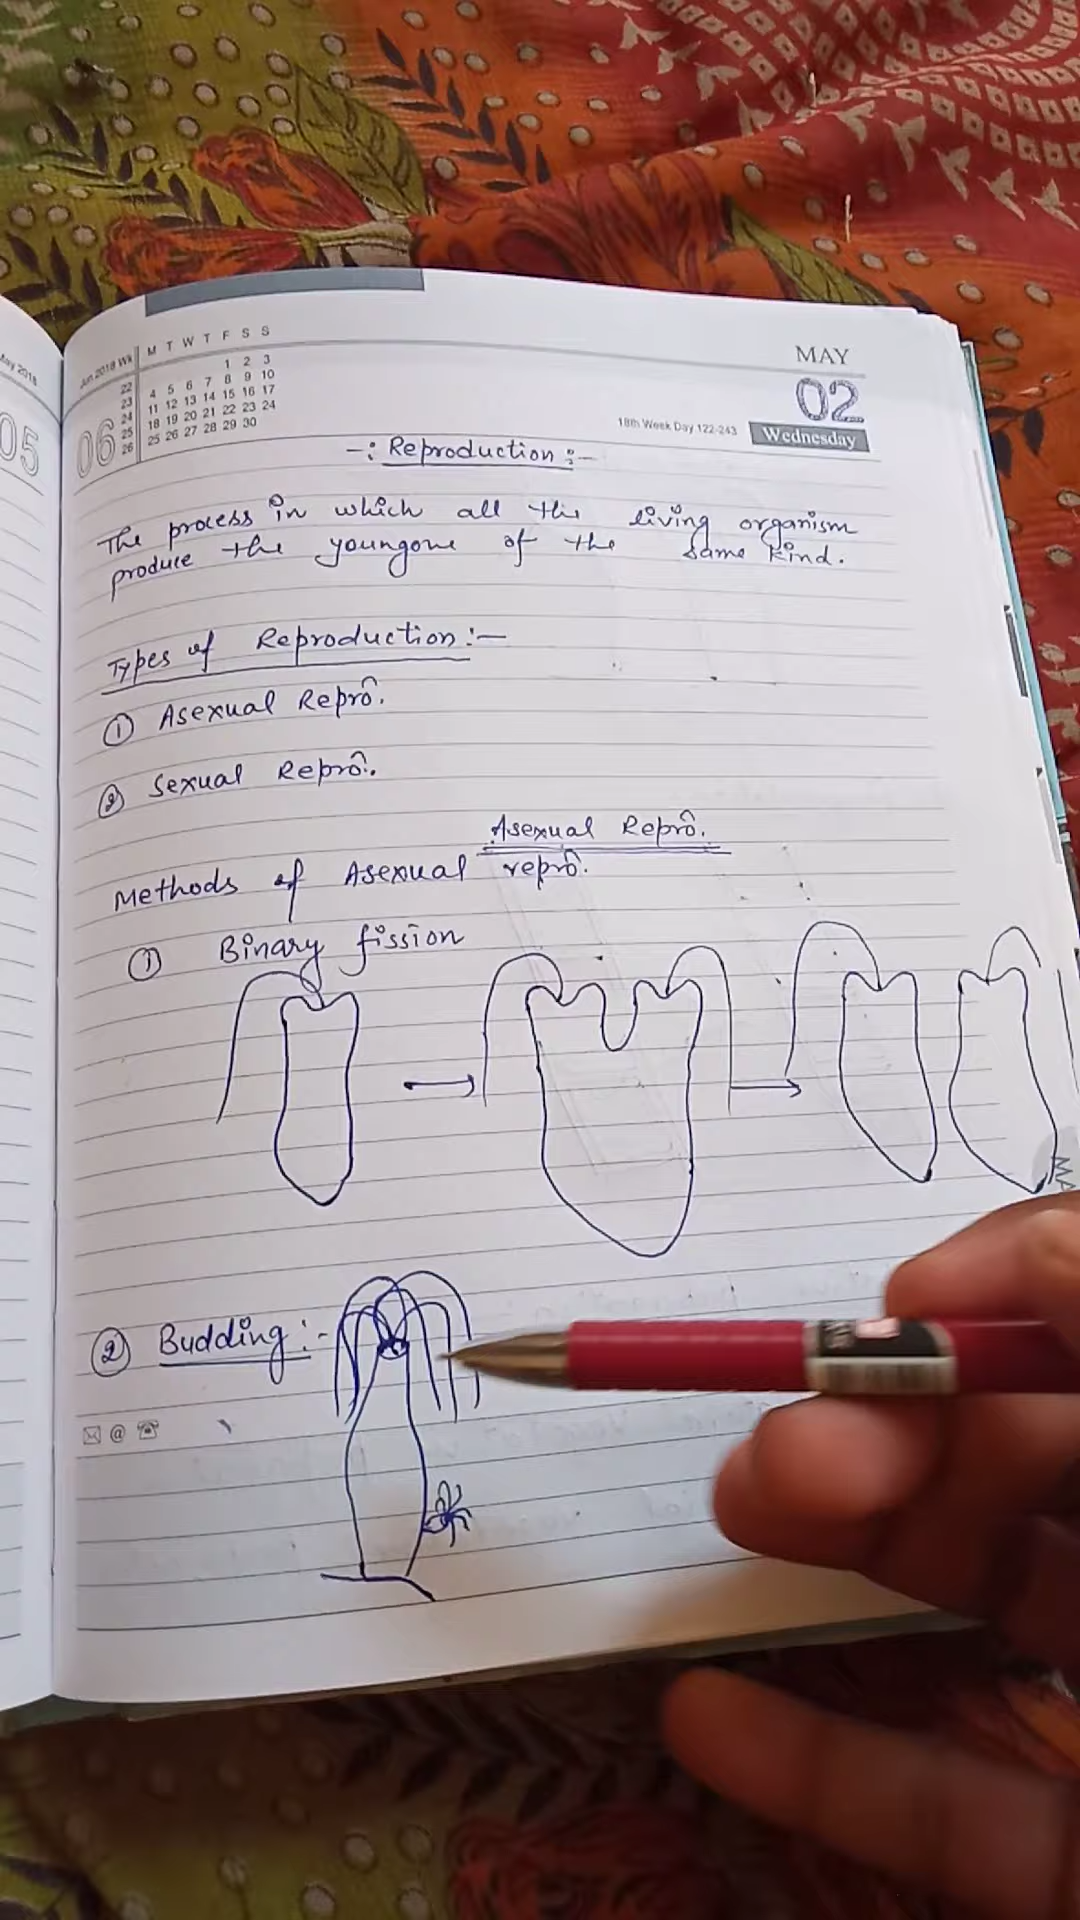 May 2018
05
Jun 2018 Wk M T W T F S S
22 1 2 3
23 4 5 6 7 8 9 10
24 11 12 13 14 15 16 17
25 18 19 20 21 22 23 24
26 25 26 27 28 29 30
06
MAY
02
18th Week Day 122-243 Wednesday
-: Reproduction :-
The process in which all the living organism
produce the youngone of the same kind.
Types of Reproduction :-
① Asexual Repro.
② Sexual Repro.
Asexual Repro.
Methods of Asexual repro.
① Binary fission
② Budding :-